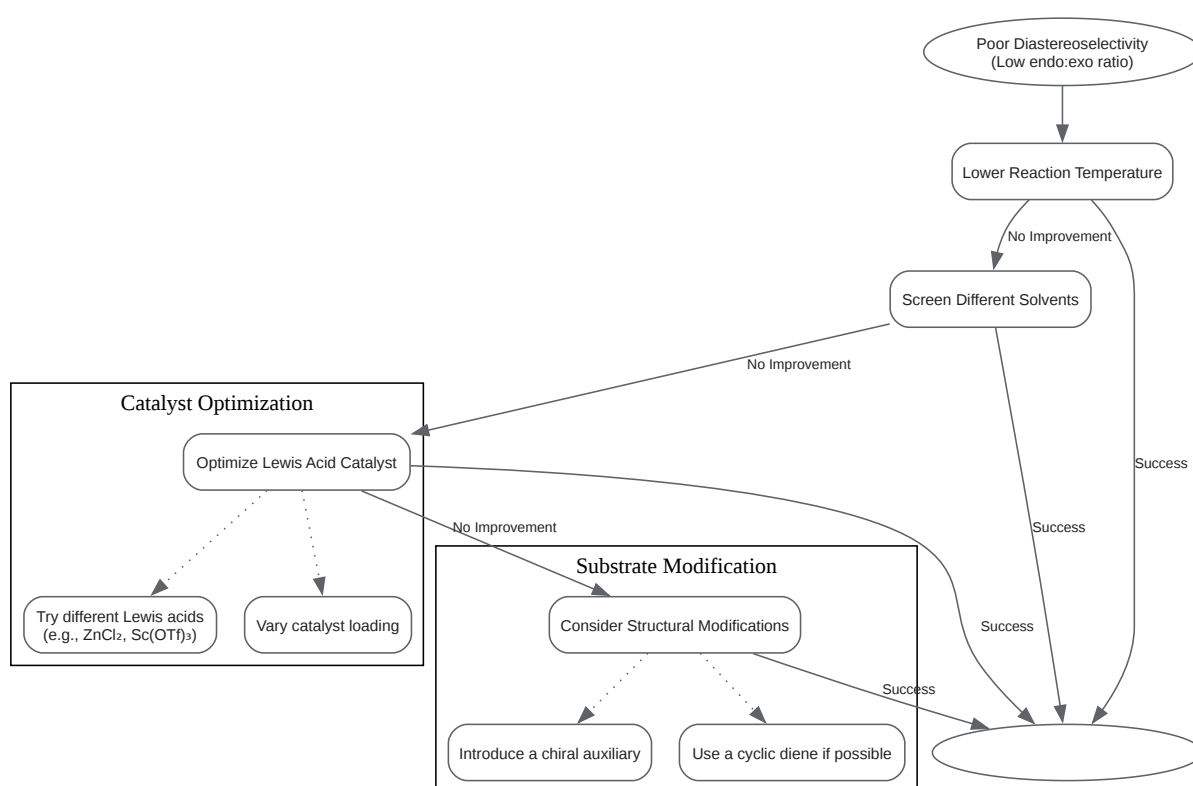 Poor Diastereoselectivity
(Low endo:exo ratio)
Lower Reaction Temperature
No Improvement
Screen Different Solvents
No Improvement
Catalyst Optimization
Optimize Lewis Acid Catalyst
Success
No Improvement
Success
Substrate Modification
Try different Lewis acids
(e.g., ZnCl₂, Sc(OTf)₃)
Vary catalyst loading
Consider Structural Modifications
Success
Success
Introduce a chiral auxiliary
Use a cyclic diene if possible